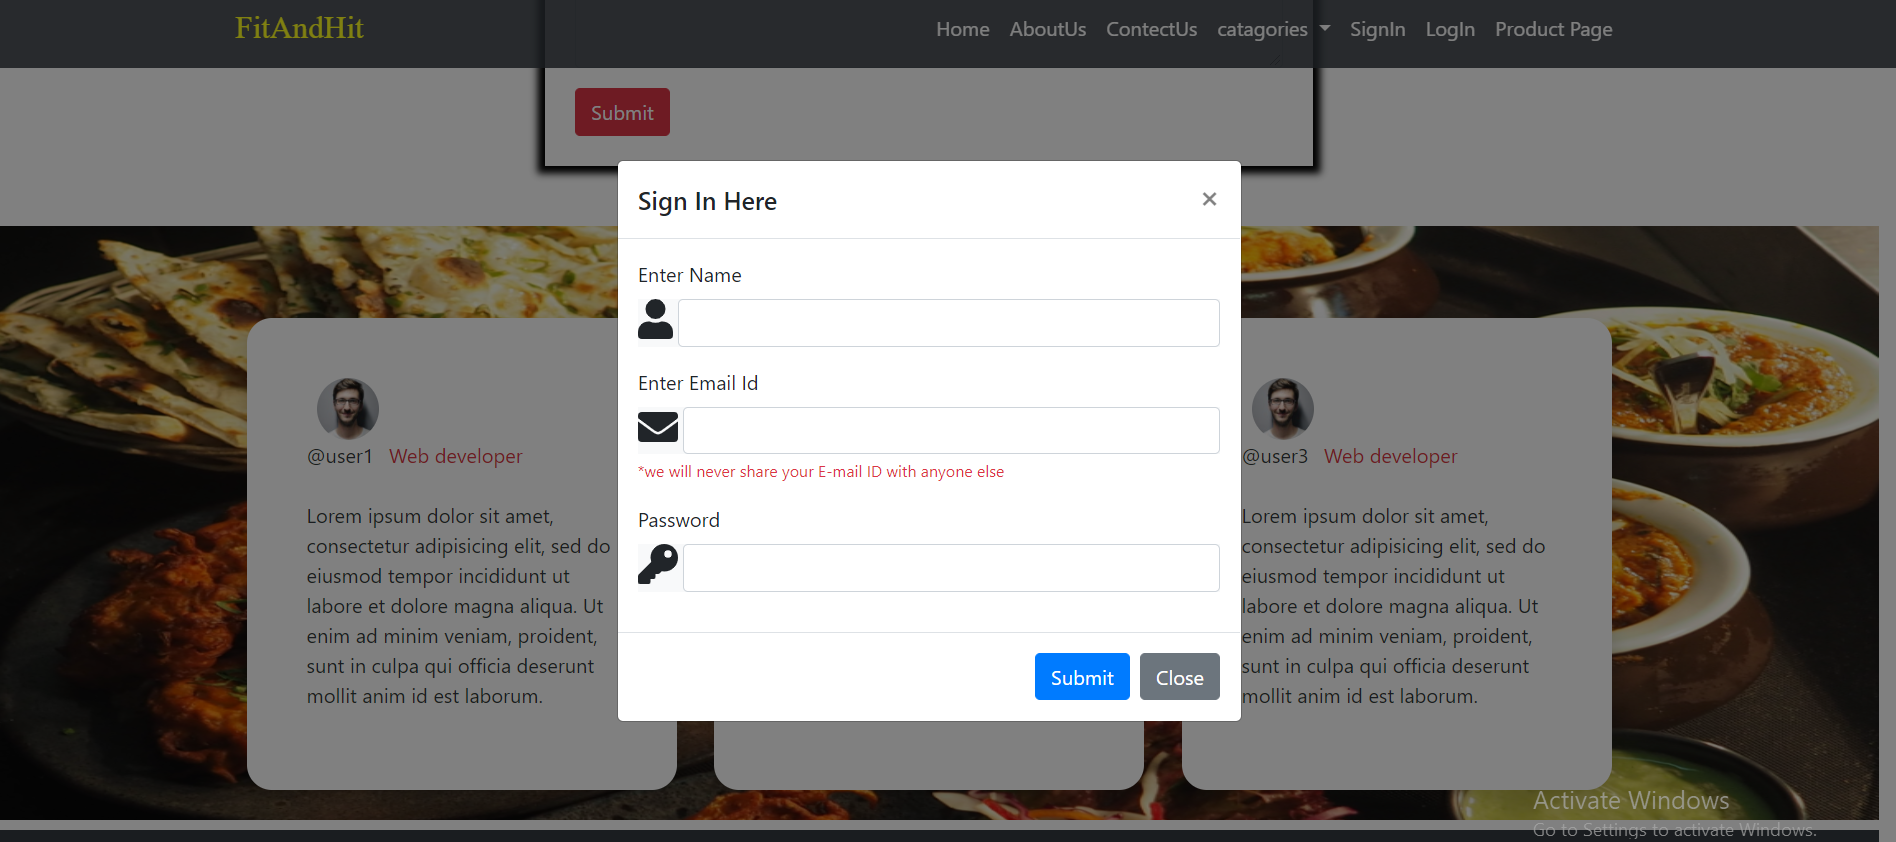 FitAndHit
Home AboutUs ContectUs catagories SignIn LogIn Product Page
Submit
Sign In Here ×
Enter Name
Enter Email Id
*we will never share your E-mail ID with anyone else
Password
Submit Close
@user1 Web developer
Lorem ipsum dolor sit amet,
consectetur adipisicing elit, sed do
eiusmod tempor incididunt ut
labore et dolore magna aliqua. Ut
enim ad minim veniam, proident,
sunt in culpa qui officia deserunt
mollit anim id est laborum.
@user3 Web developer
Lorem ipsum dolor sit amet,
consectetur adipisicing elit, sed do
eiusmod tempor incididunt ut
labore et dolore magna aliqua. Ut
enim ad minim veniam, proident,
sunt in culpa qui officia deserunt
mollit anim id est laborum.
Activate Windows
Go to Settings to activate Windows.